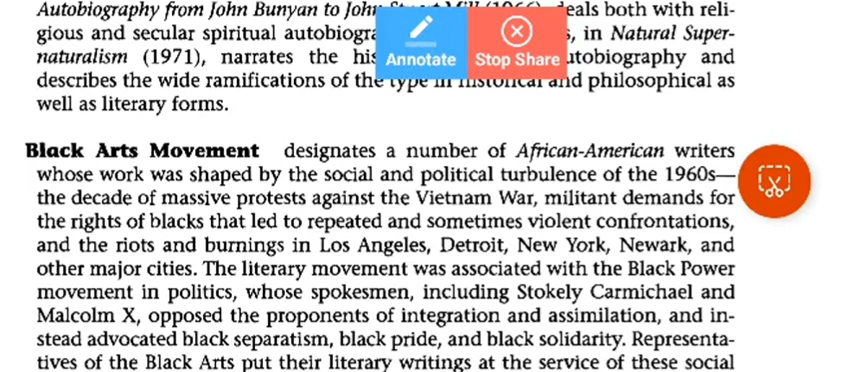 Autobiography from John Bunyan to John (1966), deals both with reli-
gious and secular spiritual s, in Natural Super-
naturalism (1971), narrates the autobiography and
describes the wide ramifications of the type in historical and philosophical as
well as literary forms.
Annotate
Stop Share
Black Arts Movement designates a number of African-American writers
whose work was shaped by the social and political turbulence of the 1960s—
the decade of massive protests against the Vietnam War, militant demands for
the rights of blacks that led to repeated and sometimes violent confrontations,
and the riots and burnings in Los Angeles, Detroit, New York, Newark, and
other major cities. The literary movement was associated with the Black Power
movement in politics, whose spokesmen, including Stokely Carmichael and
Malcolm X, opposed the proponents of integration and assimilation, and in-
stead advocated black separatism, black pride, and black solidarity. Representa-
tives of the Black Arts put their literary writings at the service of these social